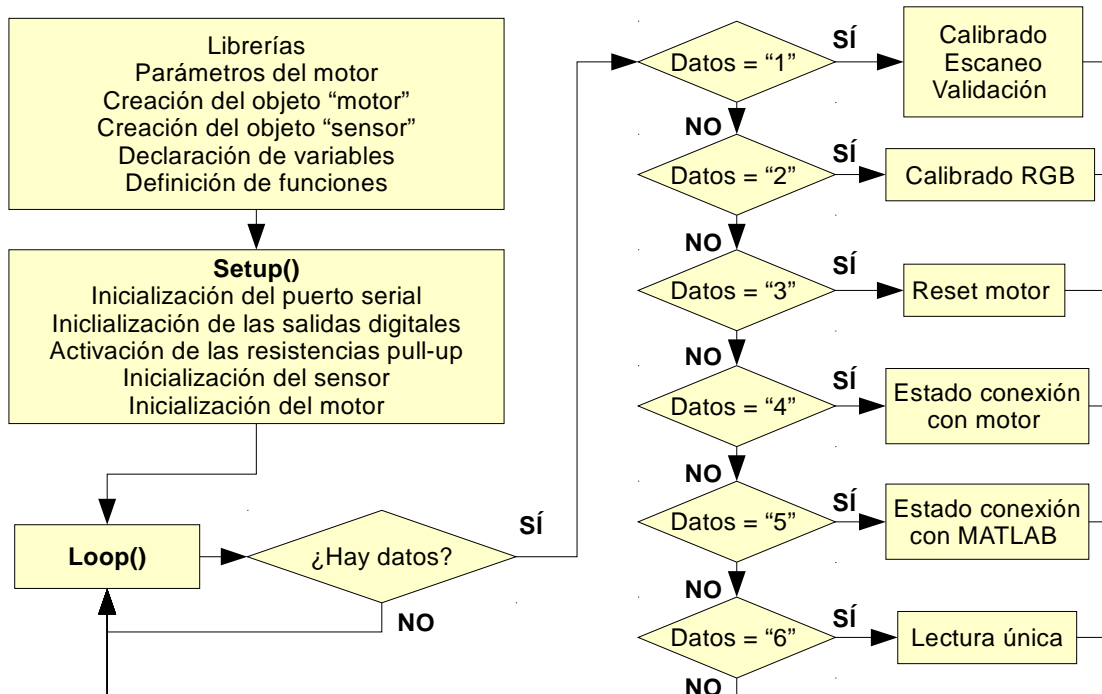 Librerías
Parámetros del motor
Creación del objeto “motor”
Creación del objeto “sensor”
Declaración de variables
Definición de funciones
Setup()
Inicialización del puerto serial
Iniclialización de las salidas digitales
Activación de las resistencias pull-up
Inicialización del sensor
Inicialización del motor
Loop()
¿Hay datos?
SÍ
NO
Datos = “1”
SÍ
Calibrado
Escaneo
Validación
NO
Datos = “2”
SÍ
Calibrado RGB
NO
Datos = “3”
SÍ
Reset motor
NO
Datos = “4”
SÍ
Estado conexión
con motor
NO
Datos = “5”
SÍ
Estado conexión
con MATLAB
NO
Datos = “6”
SÍ
Lectura única
NO